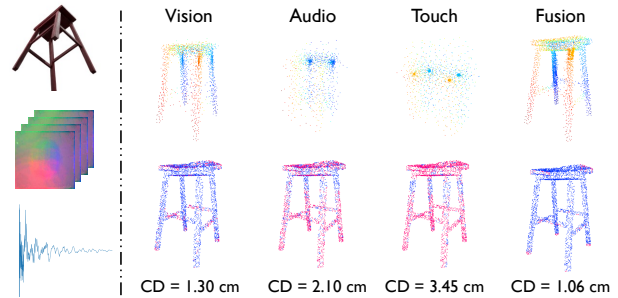 Vision Audio Touch Fusion
CD = 1.30 cm CD = 2.10 cm CD = 3.45 cm CD = 1.06 cm